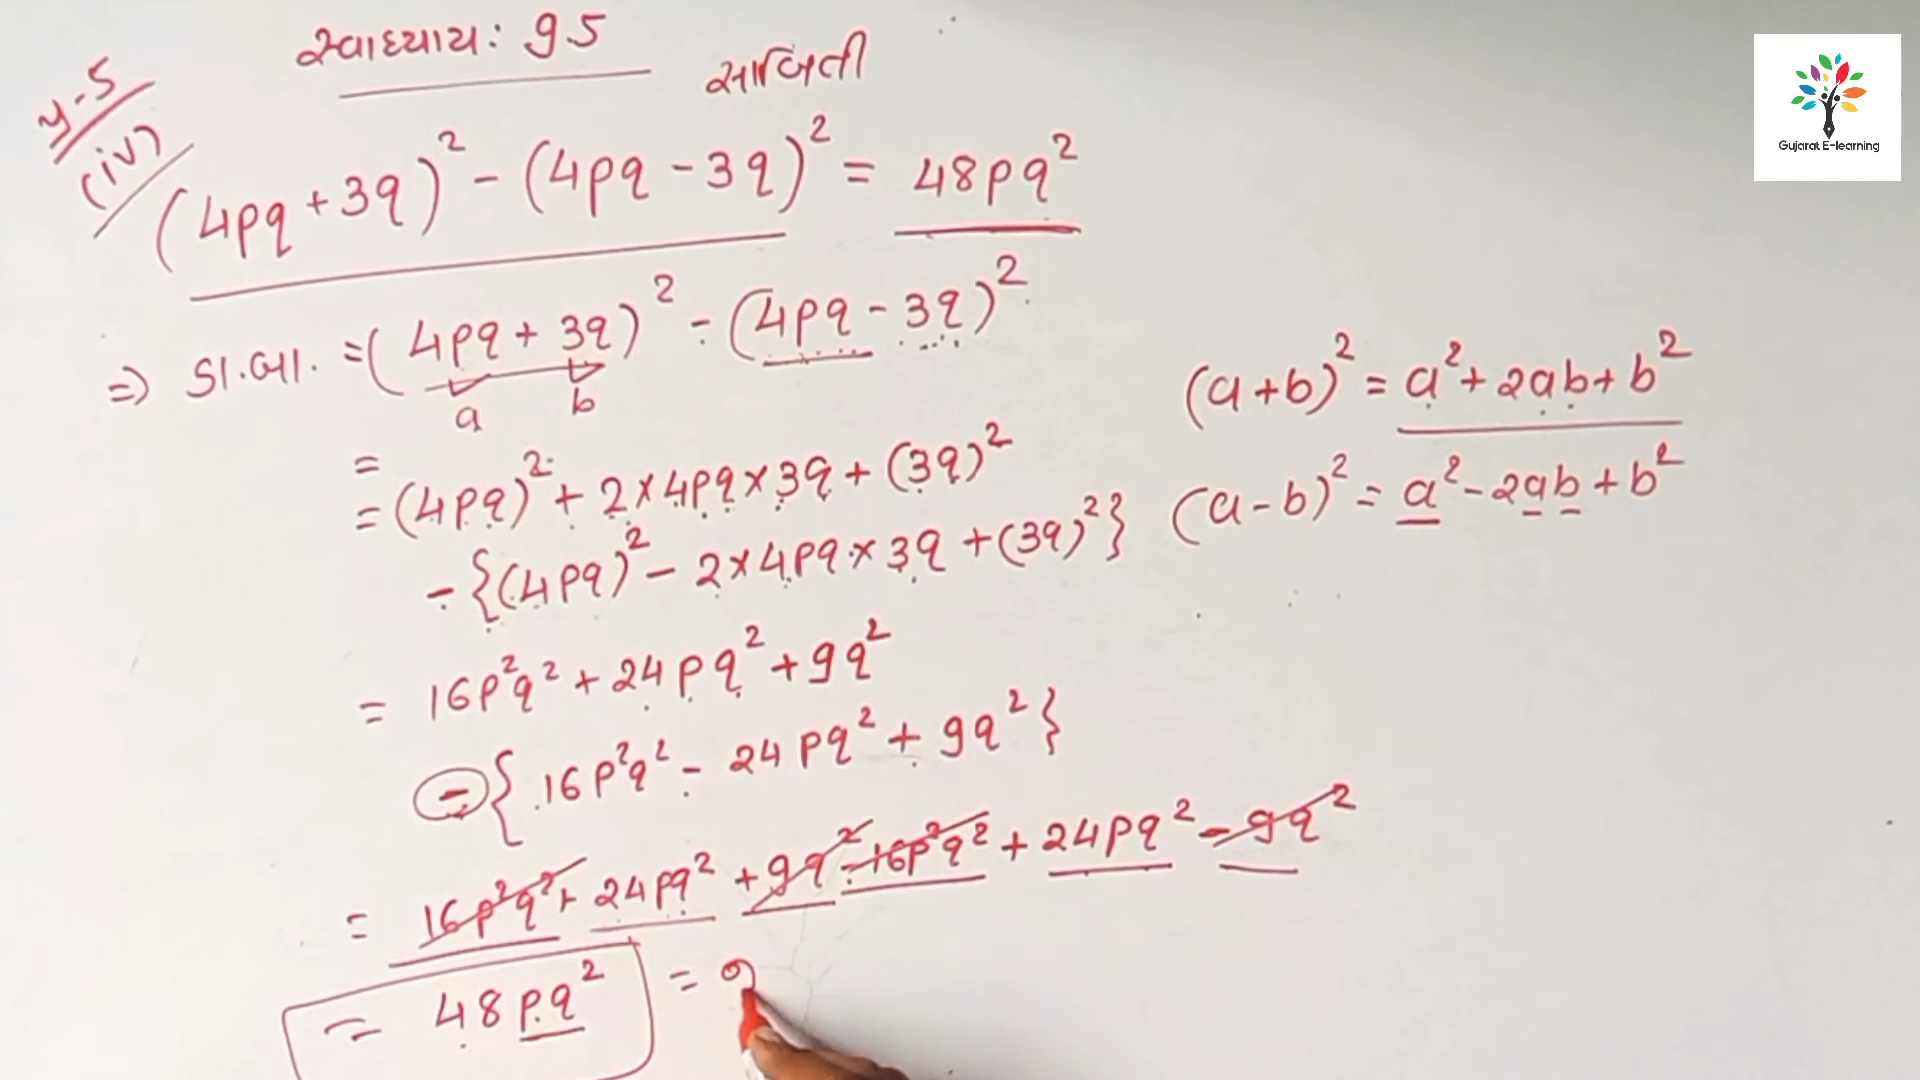 સ્વાધ્યાય: 9.5
સાબિતી
પ્ર-5
(iv)
(4pq + 3q)² - (4pq - 3q)² = 48pq²
⇒ ડા.બા. = (4pq + 3q)² - (4pq - 3q)²
a b
=
= (4pq)² + 2 × 4pq × 3q + (3q)²
- {(4pq)² - 2 × 4pq × 3q + (3q)²}
= 16p²q² + 24pq² + 9q²
- {16p²q² - 24pq² + 9q²}
= 16p²q² + 24pq² + 9q² - 16p²q² + 24pq² - 9q²
= 48pq² =
(a+b)² = a² + 2ab + b²
(a-b)² = a² - 2ab + b²
Gujarat E-learning